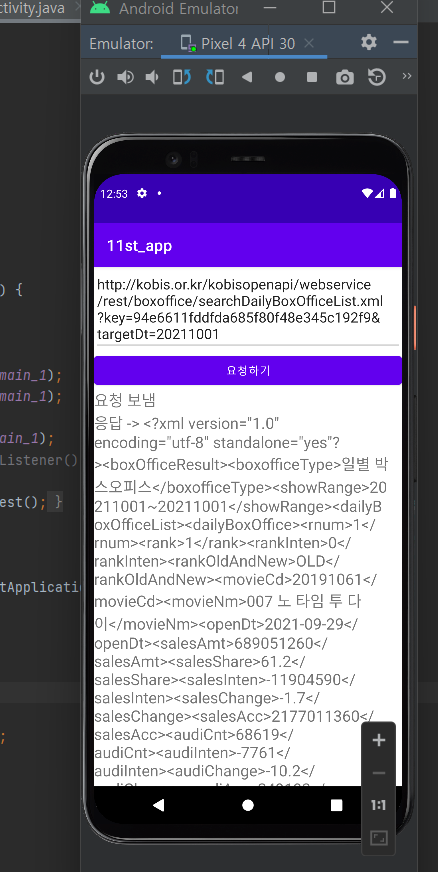 ctivity.java
Android Emulator
Emulator:
Pixel 4 API 30
12:53
11st_app
http://kobis.or.kr/kobisopenapi/webservice
/rest/boxoffice/searchDailyBoxOfficeList.xml
?key=94e6611fddfda685f80f48e345c192f9&
targetDt=20211001
요청하기
요청 보냄
응답 -> <?xml version="1.0"
encoding="utf-8" standalone="yes"?
><boxOfficeResult><boxofficeType>일별 박
스오피스</boxofficeType><showRange>20
211001~20211001</showRange><dailyB
oxOfficeList><dailyBoxOffice><rnum>1</
rnum><rank>1</rank><rankInten>0</
rankInten><rankOldAndNew>OLD</
rankOldAndNew><movieCd>20191061</
movieCd><movieNm>007 노 타임 투 다
이</movieNm><openDt>2021-09-29</
openDt><salesAmt>689051260</
salesAmt><salesShare>61.2</
salesShare><salesInten>-11904590</
salesInten><salesChange>-1.7</
salesChange><salesAcc>2177011360</
salesAcc><audiCnt>68619</
audiCnt><audiInten>-7761</
audiInten><audiChange>-10.2</
) {
main_1);
main_1);
ain_1);
Listener()
est(); }
tApplicati
;
1:1